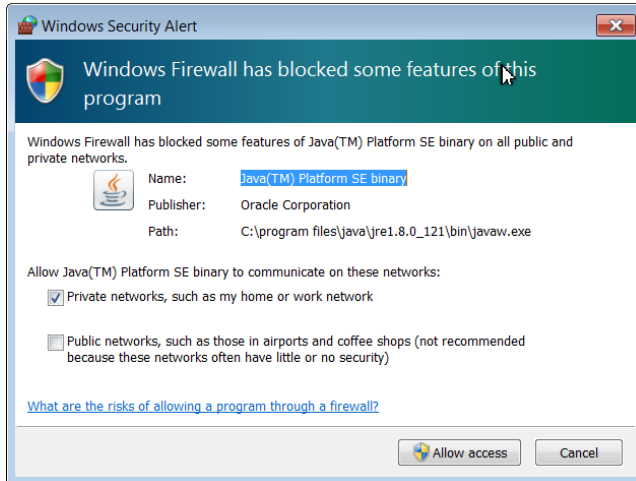 Windows Security Alert
Windows Firewall has blocked some features of this
program
Windows Firewall has blocked some features of Java(TM) Platform SE binary on all public and
private networks.
Name: Java(TM) Platform SE binary
Publisher: Oracle Corporation
Path: C:\program files\java\jre1.8.0_121\bin\javaw.exe
Allow Java(TM) Platform SE binary to communicate on these networks:
Private networks, such as my home or work network
Public networks, such as those in airports and coffee shops (not recommended
because these networks often have little or no security)
What are the risks of allowing a program through a firewall?
Allow access Cancel